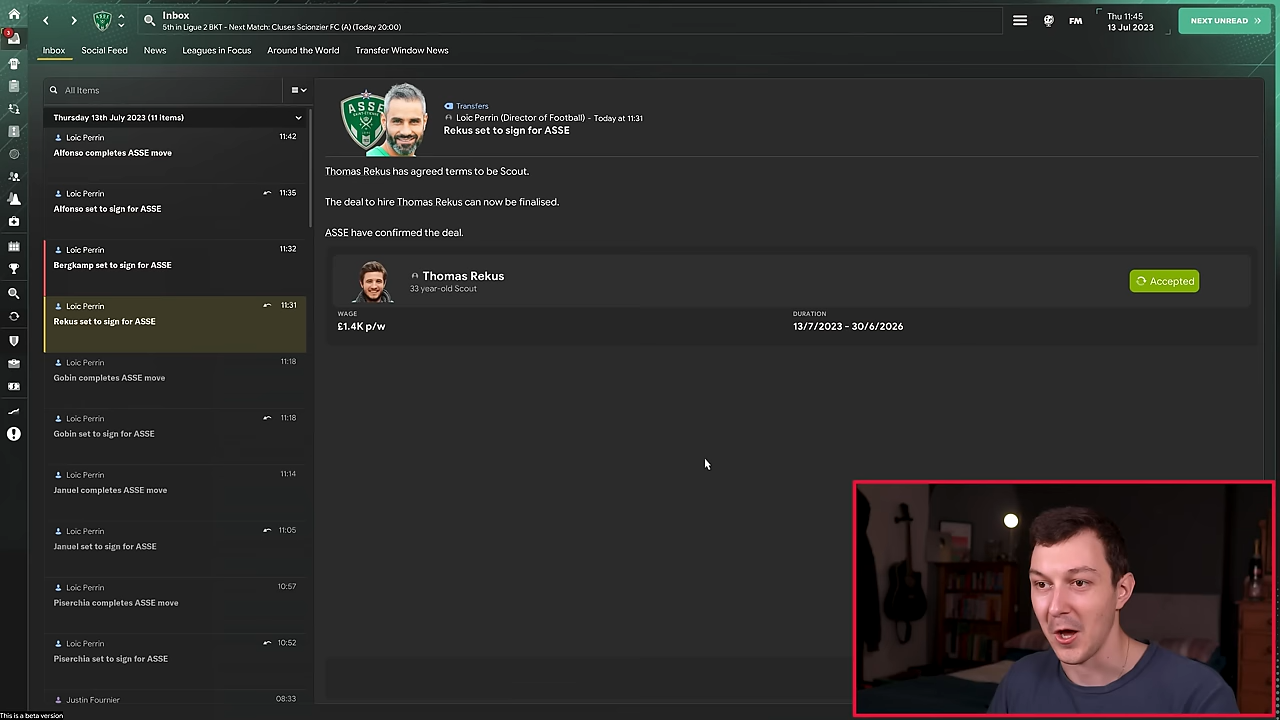 Inbox
5th in Ligue 2 BKT - Next Match: Cluses Scionzier FC (A) (Today 20:00)
FM
Thu 11:45
13 Jul 2023
NEXT UNREAD
3
Inbox
Social Feed
News
Leagues in Focus
Around the World
Transfer Window News
All Items
Thursday 13th July 2023 (11 Items)
Loïc Perrin 11:42
Alfonso completes ASSE move
Loïc Perrin 11:35
Alfonso set to sign for ASSE
Loïc Perrin 11:32
Bergkamp set to sign for ASSE
Loïc Perrin 11:31
Rekus set to sign for ASSE
Loïc Perrin 11:18
Gobin completes ASSE move
Loïc Perrin 11:18
Gobin set to sign for ASSE
Loïc Perrin 11:14
Januel completes ASSE move
Loïc Perrin 11:05
Januel set to sign for ASSE
Loïc Perrin 10:57
Piserchia completes ASSE move
Loïc Perrin 10:52
Piserchia set to sign for ASSE
Justin Fournier 08:33
ASSE
Transfers
Loïc Perrin (Director of Football) - Today at 11:31
Rekus set to sign for ASSE
Thomas Rekus has agreed terms to be Scout.
The deal to hire Thomas Rekus can now be finalised.
ASSE have confirmed the deal.
Thomas Rekus
33 year-old Scout
Accepted
WAGE
£1.4K p/w
DURATION
13/7/2023 - 30/6/2026
This is a beta version